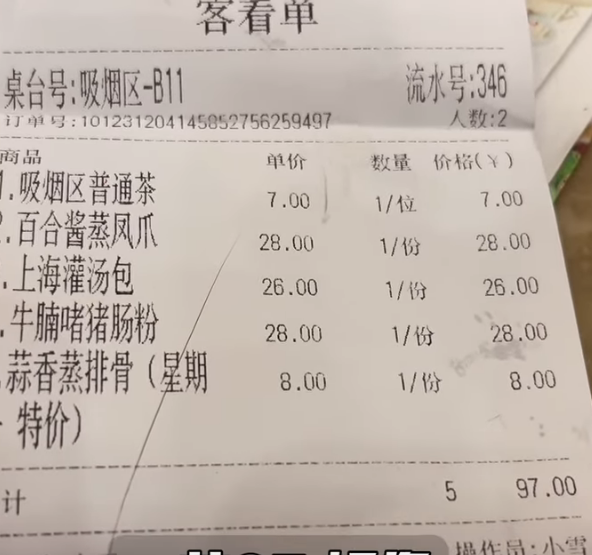 客看单
桌台号:吸烟区-B11 流水号:346
订单号:101231204145852756259497 人数:2
商品 单价 数量 价格(￥)
1.吸烟区普通茶 7.00 1/位 7.00
2.百合酱蒸凤爪 28.00 1/份 28.00
.上海灌汤包 26.00 1/份 26.00
.牛腩啫猪肠粉 28.00 1/份 28.00
.蒜香蒸排骨（星期 8.00 1/份 8.00
特价）
计 5 97.00
操作员:小雪